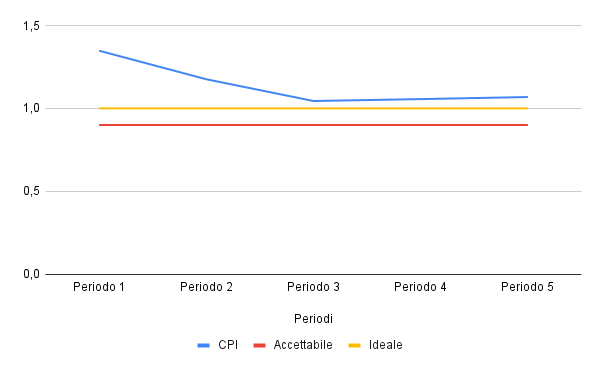 1,5
1,0
0,5
0,0
Periodo 1 Periodo 2 Periodo 3 Periodo 4 Periodo 5
Periodi
CPI Accettabile Ideale